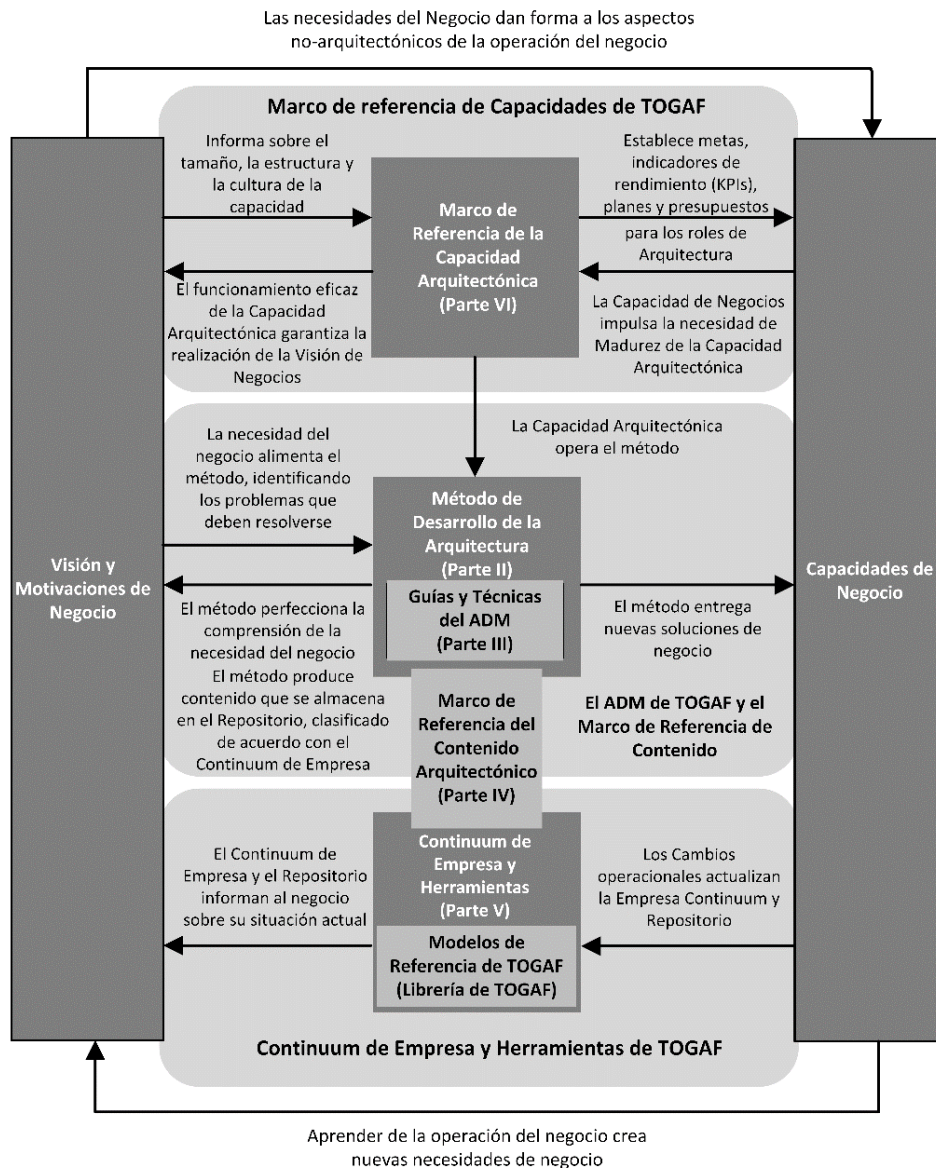 Las necesidades del Negocio dan forma a los aspectos
no-arquitectónicos de la operación del negocio
Marco de referencia de Capacidades de TOGAF
Informa sobre el
tamaño, la estructura y
la cultura de la
capacidad
Marco de
Referencia de la
Capacidad
Arquitectónica
(Parte VI)
Establece metas,
indicadores de
rendimiento (KPIs),
planes y presupuestos
para los roles de
Arquitectura
El funcionamiento eficaz
de la Capacidad
Arquitectónica garantiza la
realización de la Visión de
Negocios
La Capacidad de Negocios
impulsa la necesidad de
Madurez de la Capacidad
Arquitectónica
La necesidad del
negocio alimenta el
método, identificando
los problemas que
deben resolverse
La Capacidad Arquitectónica
opera el método
Visión y
Motivaciones de
Negocio
Método de
Desarrollo de la
Arquitectura
(Parte II)
Guías y Técnicas
del ADM
(Parte III)
Capacidades de
Negocio
El método perfecciona la
comprensión de la
necesidad del negocio
El método produce
contenido que se almacena
en el Repositorio, clasificado
de acuerdo con el
Continuum de Empresa
El método entrega
nuevas soluciones de
negocio
Marco de
Referencia del
Contenido
Arquitectónico
(Parte IV)
El ADM de TOGAF y el
Marco de Referencia de
Contenido
El Continuum de
Empresa y el Repositorio
informan al negocio
sobre su situación actual
Continuum de
Empresa y
Herramientas
(Parte V)
Modelos de
Referencia de TOGAF
(Librería de TOGAF)
Los Cambios
operacionales actualizan
la Empresa Continuum y
Repositorio
Continuum de Empresa y Herramientas de TOGAF
Aprender de la operación del negocio crea
nuevas necesidades de negocio